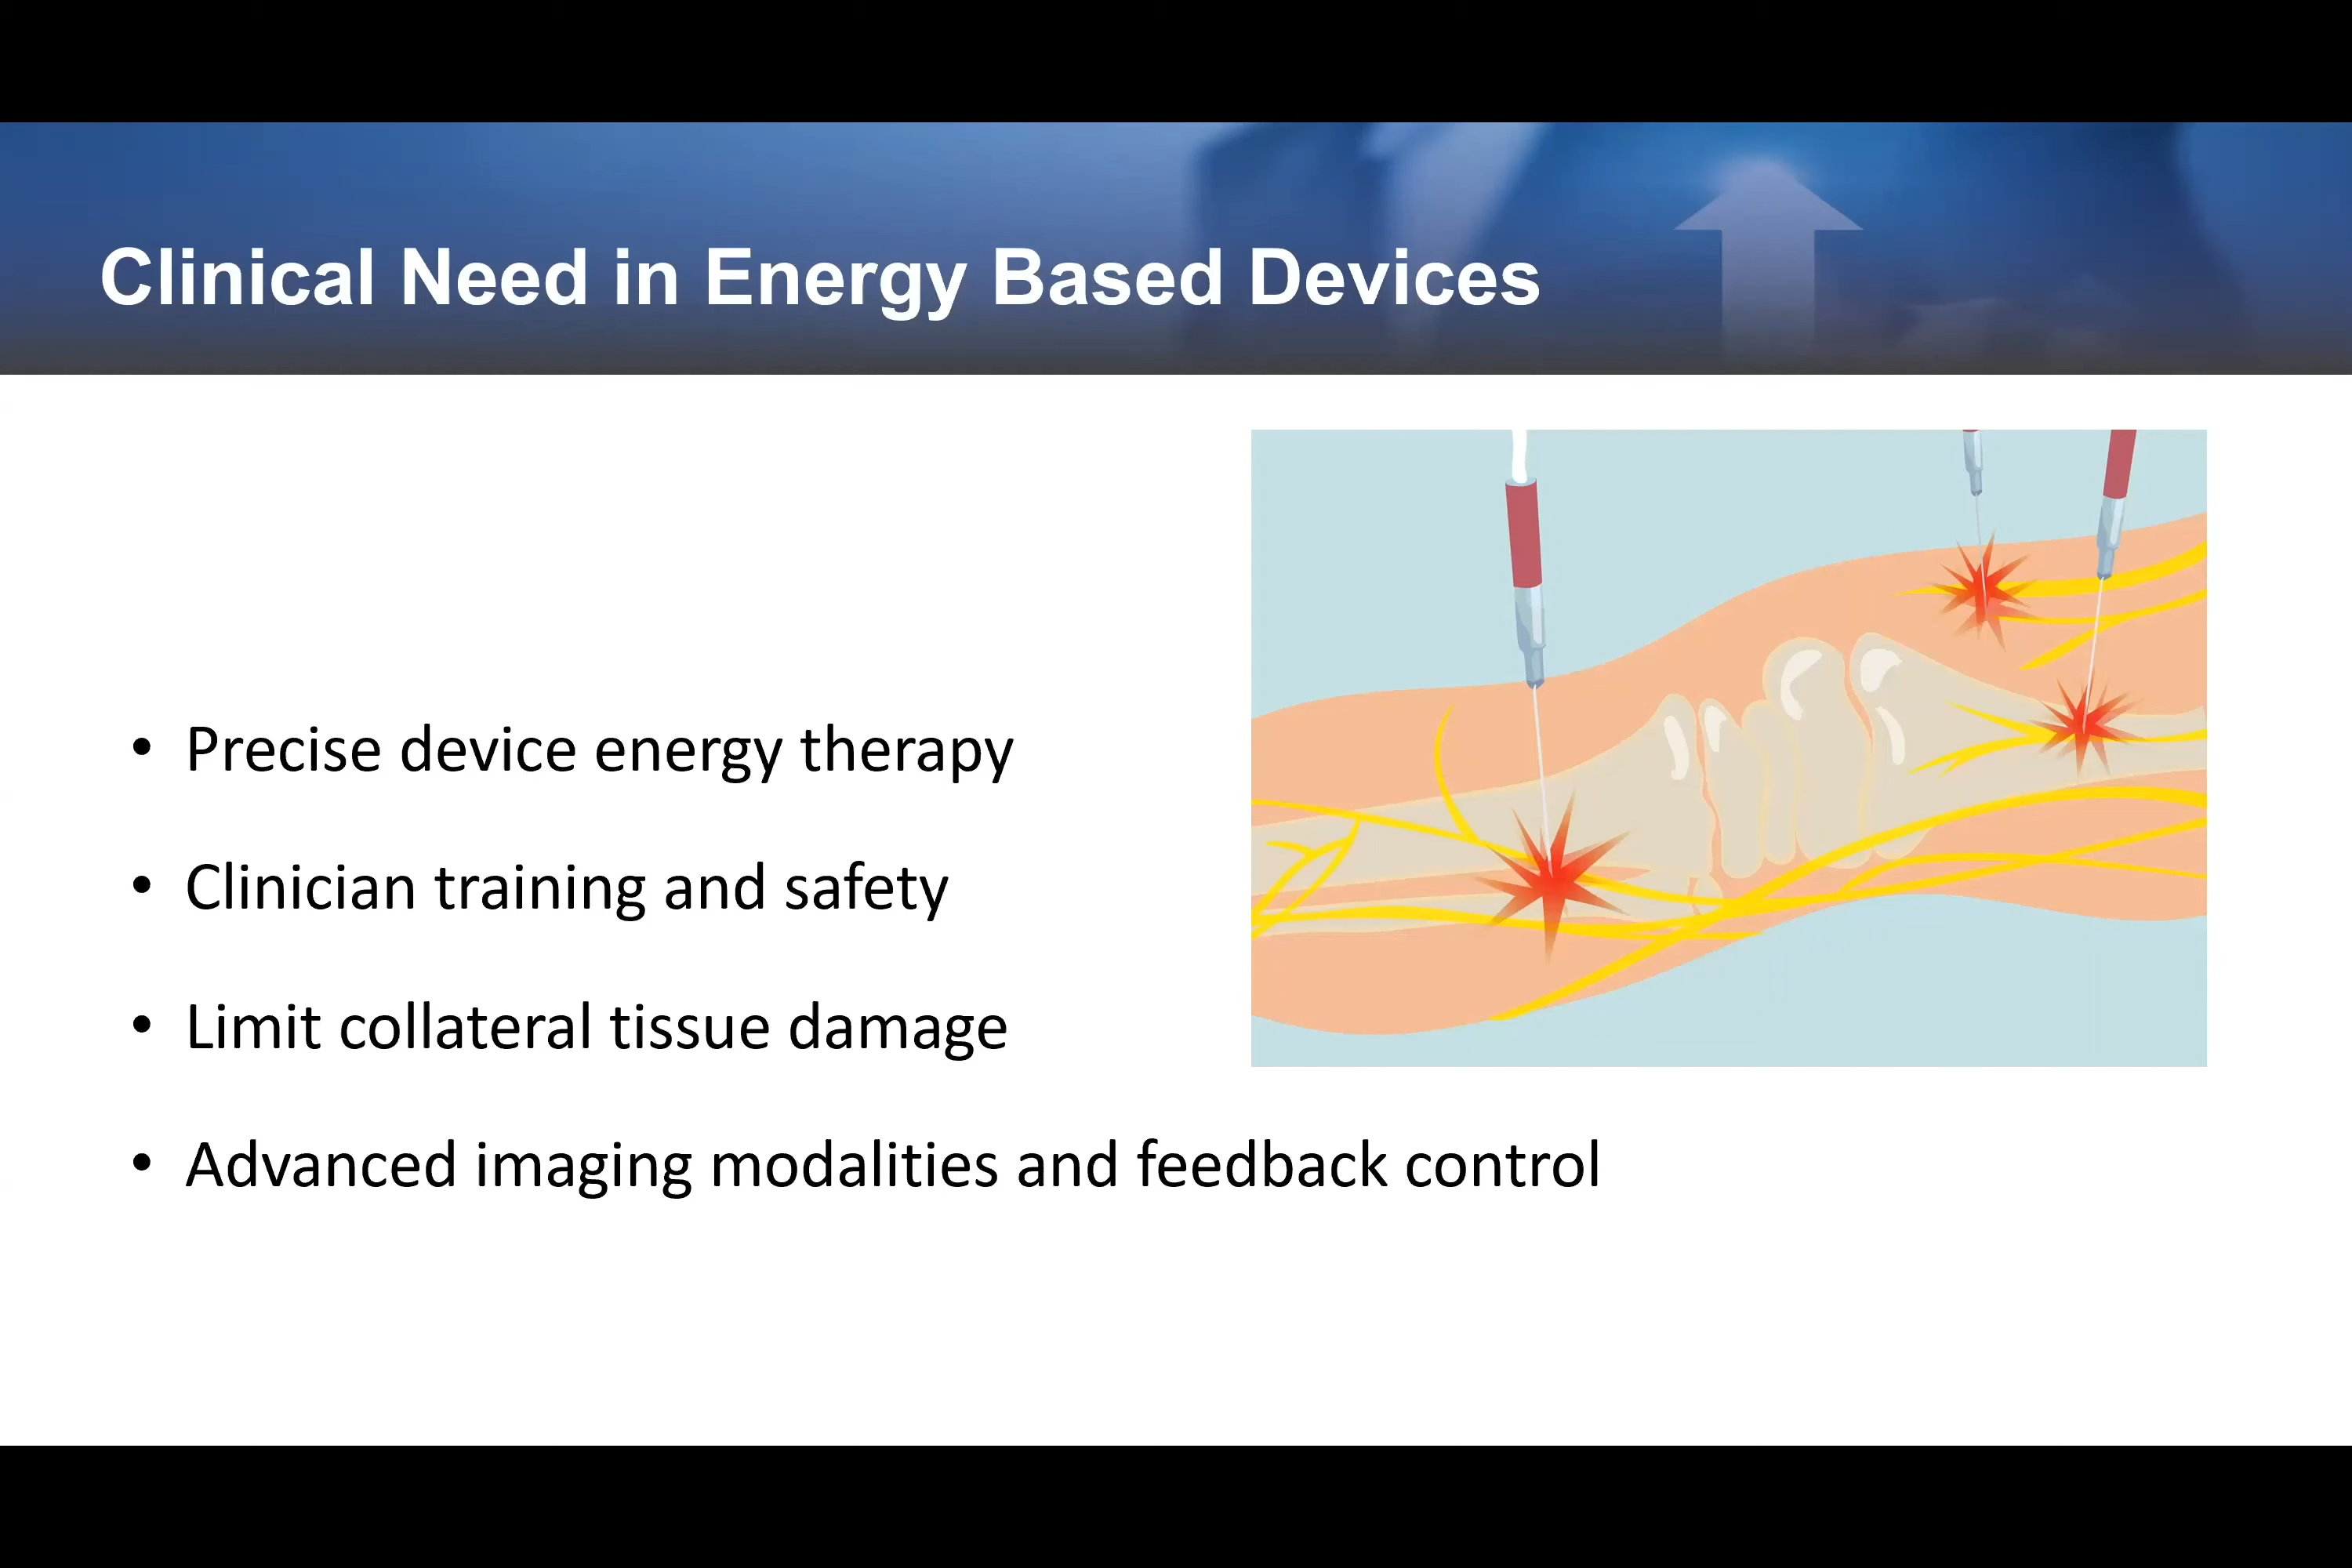 Clinical Need in Energy Based Devices
• Precise device energy therapy
• Clinician training and safety
• Limit collateral tissue damage
• Advanced imaging modalities and feedback control